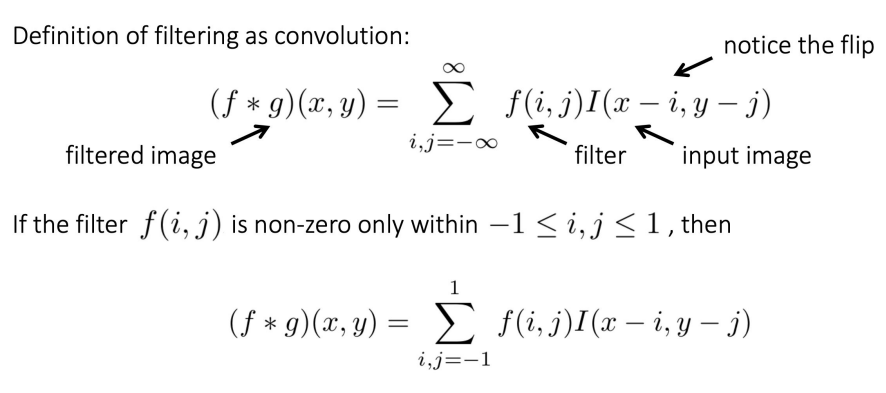 Definition of filtering as convolution:
notice the flip
(f ∗ g)(x, y) = ∑_{i,j=−∞}^{∞} f(i, j)I(x − i, y − j)
filtered image
filter
input image
If the filter f(i, j) is non-zero only within −1 ≤ i, j ≤ 1 , then
(f ∗ g)(x, y) = ∑_{i,j=−1}^{1} f(i, j)I(x − i, y − j)